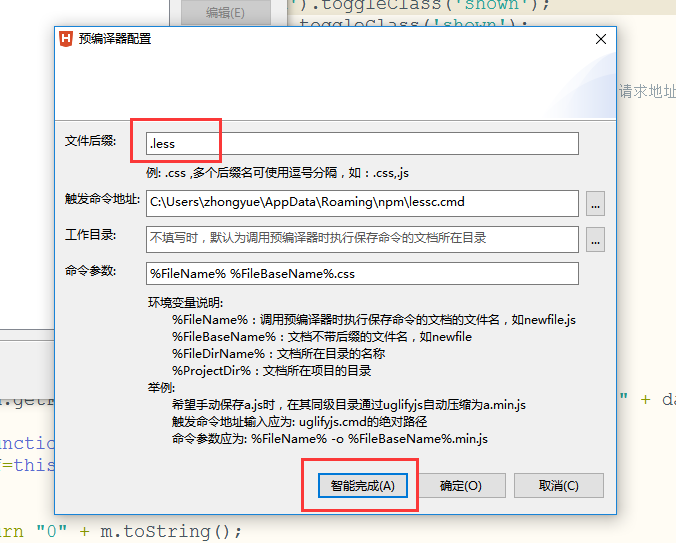 编辑(E)
').toggleClass('shown');
.toggleClass('shown');
预编译器配置
请求地址
文件后缀:
.less
例: .css ,多个后缀名可使用逗号分隔，如：.css,.js
触发命令地址:
C:\Users\zhongyue\AppData\Roaming\npm\lessc.cmd
...
工作目录:
不填写时，默认为调用预编译器时执行保存命令的文档所在目录
...
命令参数:
%FileName% %FileBaseName%.css
环境变量说明:
%FileName%：调用预编译器时执行保存命令的文档的文件名，如newfile.js
%FileBaseName%：文档不带后缀的文件名，如newfile
%FileDirName%：文档所在目录的名称
%ProjectDir%：文档所在项目的目录
举例:
希望手动保存a.js时，在其同级目录通过uglifyjs自动压缩为a.min.js
触发命令地址输入应为: uglifyjs.cmd的绝对路径
" + da
命令参数应为: %FileName% -o %FileBaseName%.min.js
=this
智能完成(A)
确定(O)
取消(C)
rn "0" + m.toString();